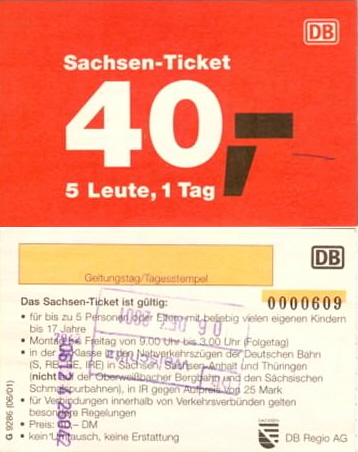 DB
Sachsen-Ticket
40,-
5 Leute, 1 Tag
DB
Geltungstag/Tagesstempel
0000609
Das Sachsen-Ticket ist gültig:
• für bis zu 5 Personen oder Eltern mit beliebig vielen eigenen Kindern
bis 17 Jahre
• Montag bis Freitag von 9.00 Uhr bis 3.00 Uhr (Folgetag)
• in der 2. Klasse in den Nahverkehrszügen der Deutschen Bahn
(S, RB, RE, IRE) in Sachsen, Sachsen-Anhalt und Thüringen
(nicht auf der Oberweißbacher Bergbahn und den Sächsischen
Schmalspurbahnen), in IR gegen Aufpreis von 25 Mark
• für Verbindungen innerhalb von Verkehrsverbünden gelten
besondere Regelungen
• Preis: 40,– DM
• kein Umtausch, keine Erstattung
G 9286 (06/01)
DB Regio AG